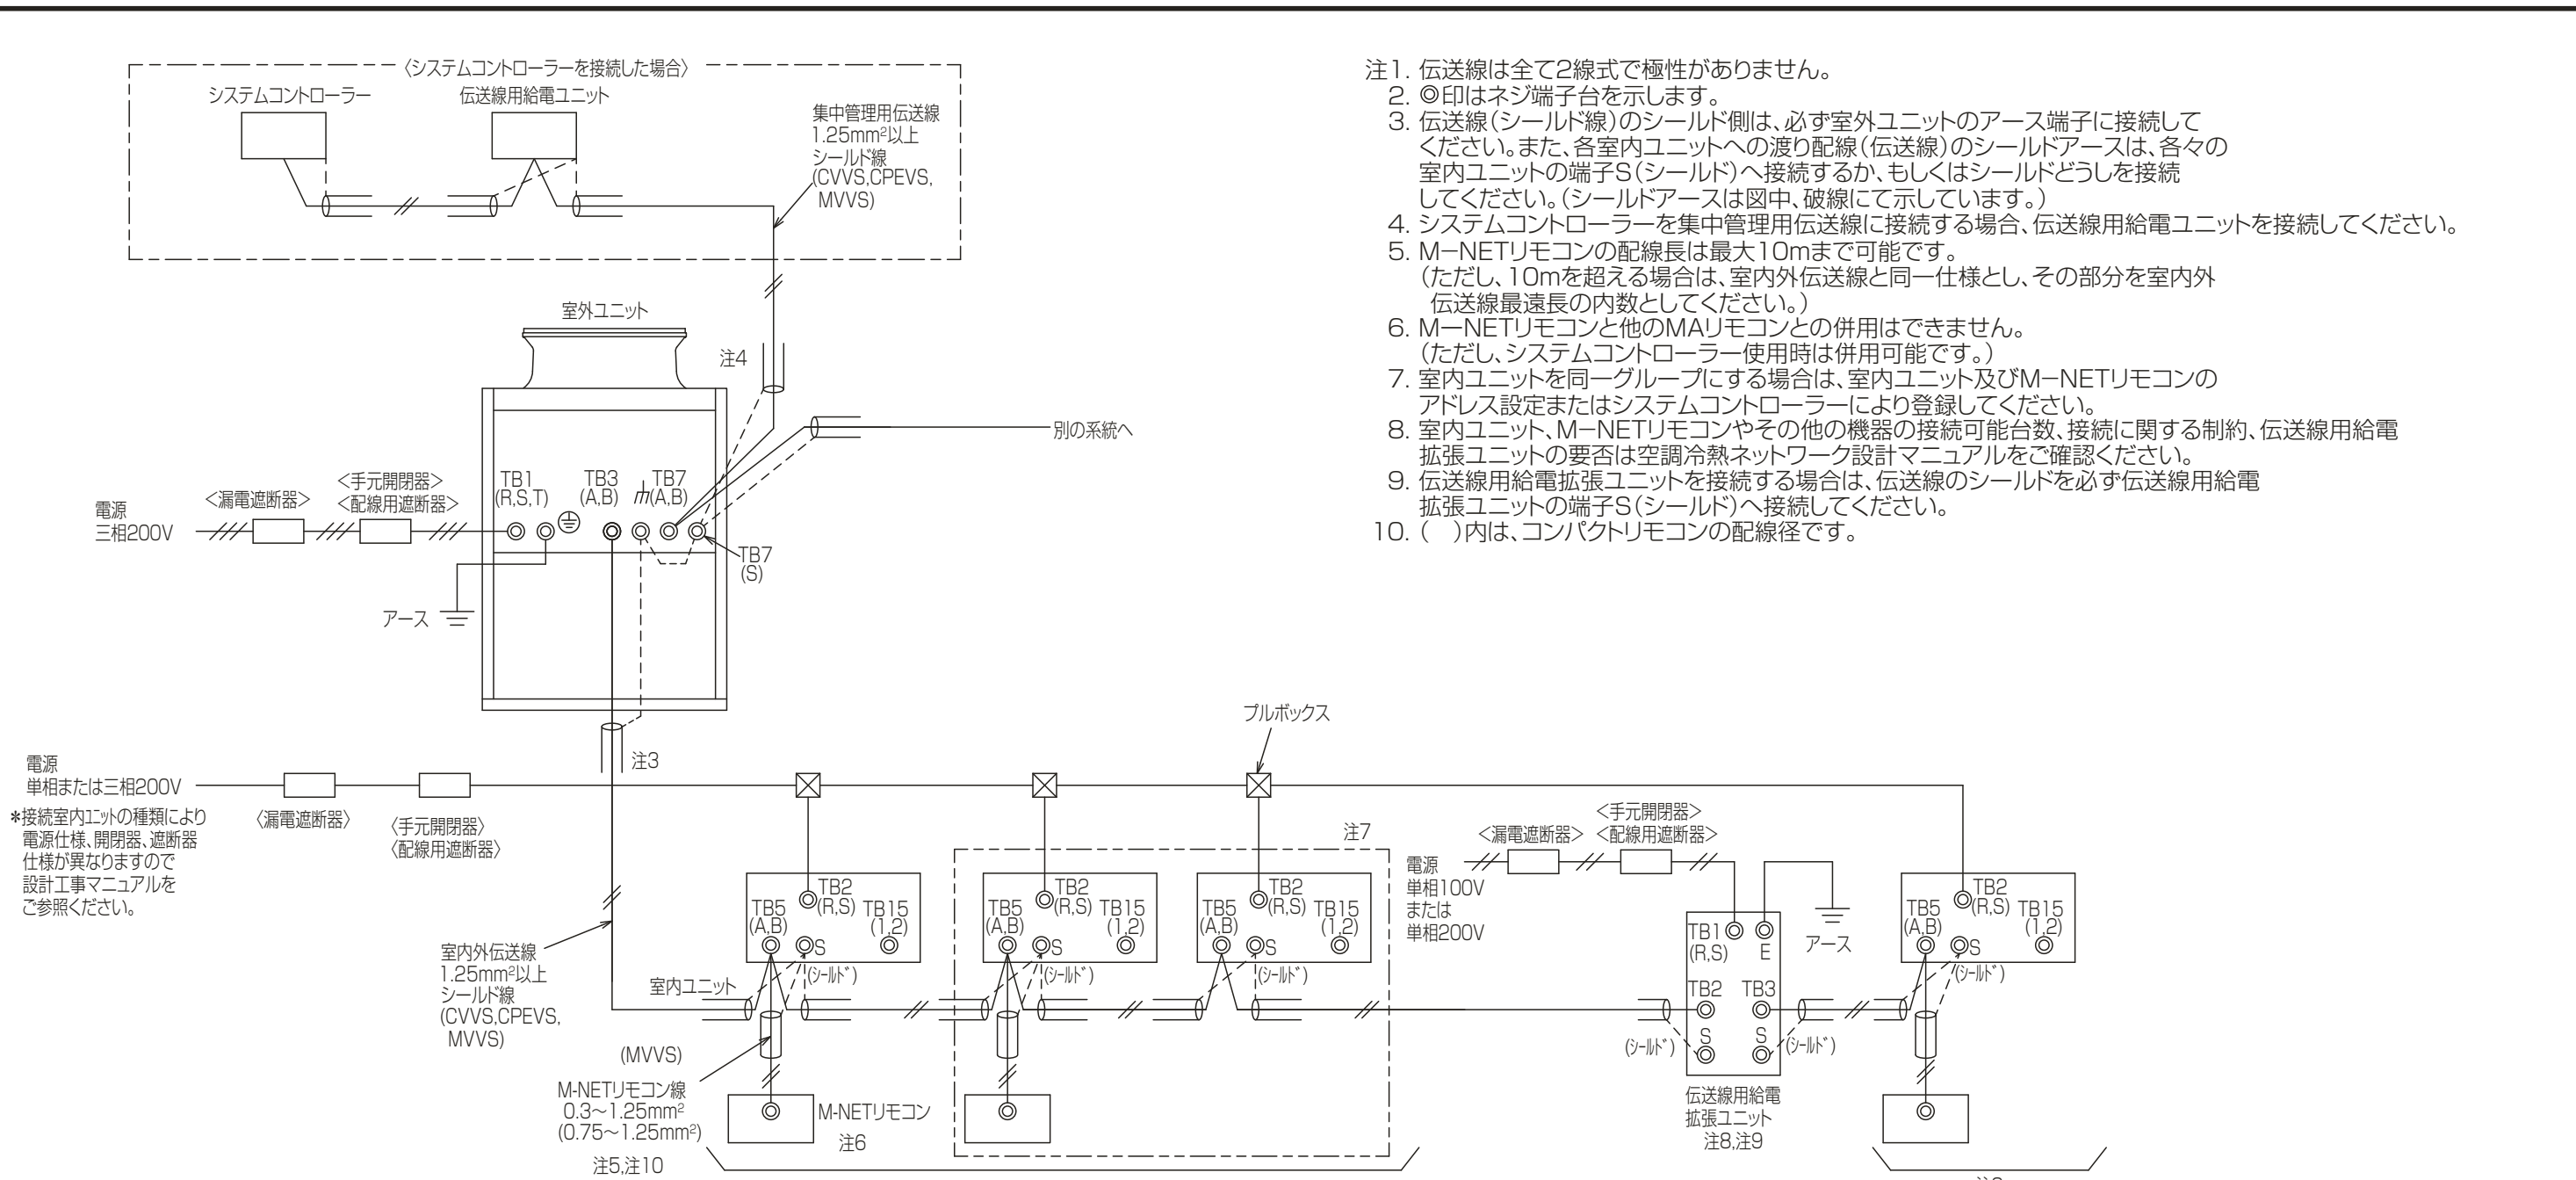 〈システムコントローラーを接続した場合〉
システムコントローラー
伝送線用給電ユニット
集中管理用伝送線
1.25mm²以上
シールド線
(CVVS,CPEVS,
MVVS)
注1. 伝送線は全て2線式で極性がありません。
2. ◎印はネジ端子台を示します。
3. 伝送線(シールド線)のシールド側は、必ず室外ユニットのアース端子に接続して
ください。また、各室内ユニットへの渡り配線(伝送線)のシールドアースは、各々の
室内ユニットの端子S(シールド)へ接続するか、もしくはシールドどうしを接続
してください。(シールドアースは図中、破線にて示しています。)
4. システムコントローラーを集中管理用伝送線に接続する場合、伝送線用給電ユニットを接続してください。
5. M−NETリモコンの配線長は最大10mまで可能です。
(ただし、10mを超える場合は、室内外伝送線と同一仕様とし、その部分を室内外
伝送線最遠長の内数としてください。)
6. M−NETリモコンと他のMAリモコンとの併用はできません。
(ただし、システムコントローラー使用時は併用可能です。)
7. 室内ユニットを同一グループにする場合は、室内ユニット及びM−NETリモコンの
アドレス設定またはシステムコントローラーにより登録してください。
8. 室内ユニット、M−NETリモコンやその他の機器の接続可能台数、接続に関する制約、伝送線用給電
拡張ユニットの要否は空調冷熱ネットワーク設計マニュアルをご確認ください。
9. 伝送線用給電拡張ユニットを接続する場合は、伝送線のシールドを必ず伝送線用給電
拡張ユニットの端子S(シールド)へ接続してください。
10. (　)内は、コンパクトリモコンの配線径です。
室外ユニット
注4
別の系統へ
電源
三相200V
<漏電遮断器>
<手元開閉器>
<配線用遮断器>
TB1
(R,S,T)
TB3
(A,B)
TB7
(A,B)
TB7
(S)
アース
注3
プルボックス
電源
単相または三相200V
*接続室内ユニットの種類により
電源仕様、開閉器、遮断器
仕様が異なりますので
設計工事マニュアルを
ご参照ください。
〈漏電遮断器〉
〈手元開閉器〉
〈配線用遮断器〉
室内外伝送線
1.25mm²以上
シールド線
(CVVS,CPEVS,
MVVS)
室内ユニット
TB5
(A,B)
TB2
(R,S)
TB15
(1,2)
S
(シールド)
(MVVS)
M-NETリモコン線
0.3〜1.25mm²
(0.75〜1.25mm²)
注5,注10
M-NETリモコン
注6
注7
TB5
(A,B)
TB2
(R,S)
TB15
(1,2)
S
(シールド)
TB5
(A,B)
TB2
(R,S)
TB15
(1,2)
S
(シールド)
電源
単相100V
または
単相200V
<漏電遮断器>
<手元開閉器>
<配線用遮断器>
アース
TB1
(R,S)
E
TB2
TB3
S
S
(シールド)
(シールド)
伝送線用給電
拡張ユニット
注8,注9
TB5
(A,B)
TB2
(R,S)
TB15
(1,2)
S
(シールド)